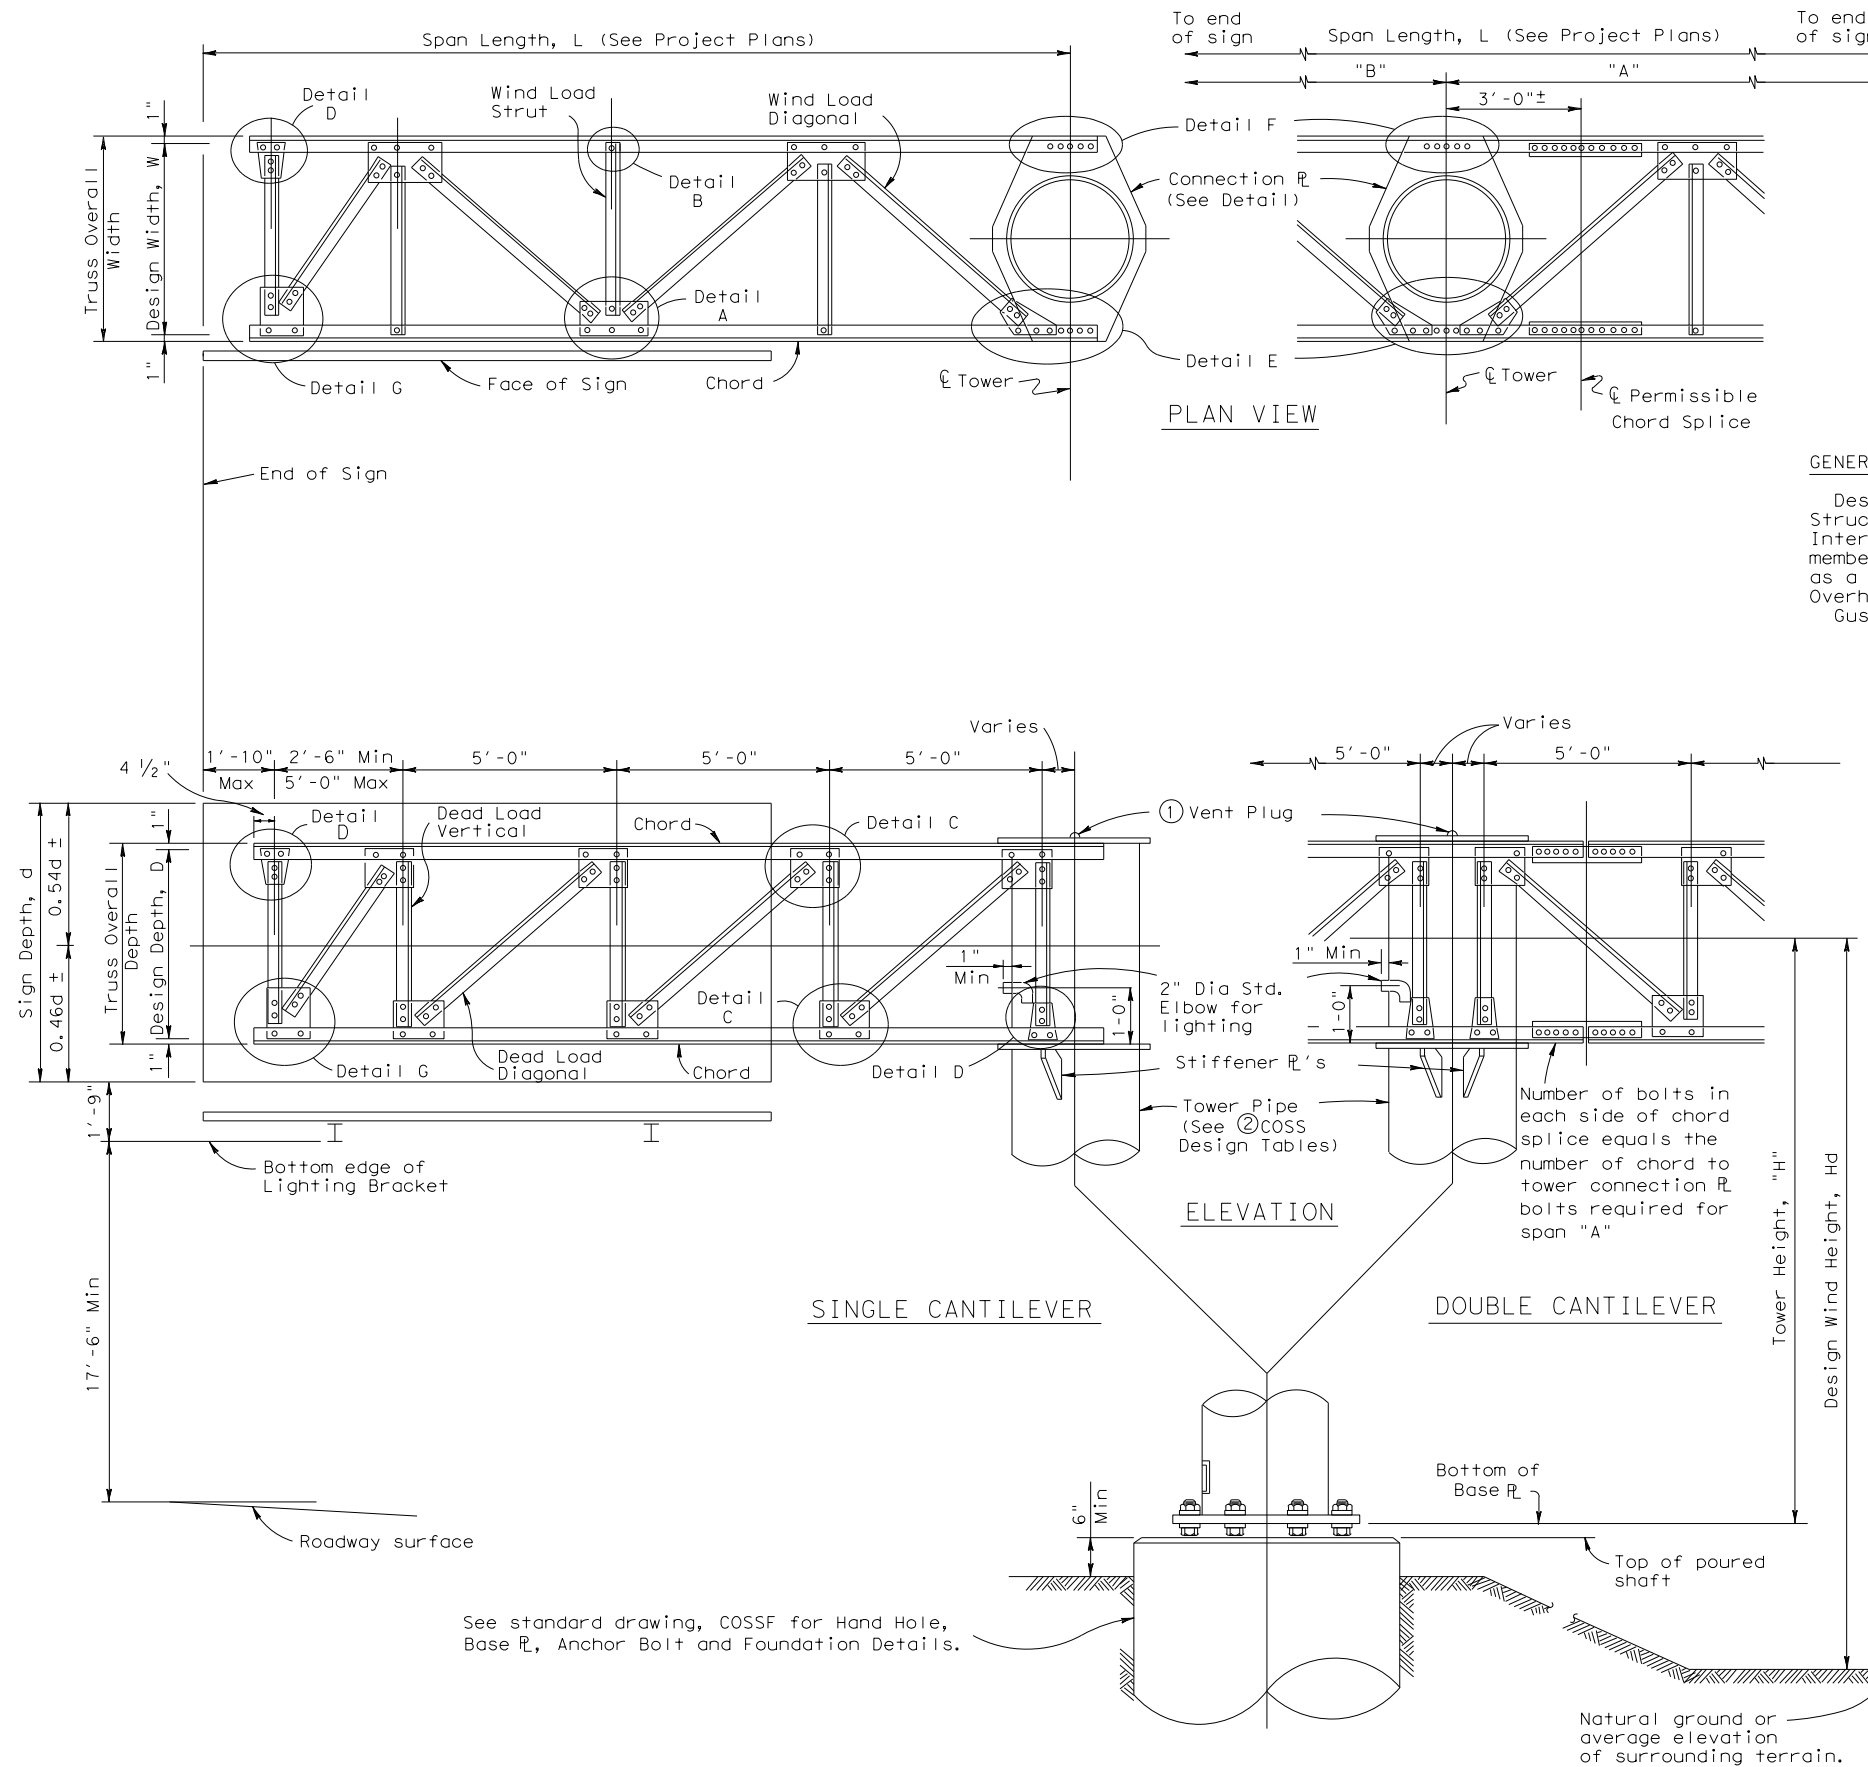 Span Length, L (See Project Plans)
To end
of sign
Span Length, L (See Project Plans)
To end
of sign
"B"
"A"
3'-0"±
1"
Detail
D
Wind Load
Strut
Wind Load
Diagonal
Detail F
Truss Overall
Width
Design Width, W
Detail
B
Connection ⅊
(See Detail)
Detail
A
1"
Detail G
Face of Sign
Chord
℄ Tower
Detail E
℄ Tower
℄ Permissible
Chord Splice
PLAN VIEW
End of Sign
GENER
Des
Struc
Inter
membe
as a
Overh
Gus
Varies
Varies
1'-10"
Max
2'-6" Min
5'-0" Max
5'-0"
5'-0"
5'-0"
5'-0"
5'-0"
4 1/2"
Detail
D
Dead Load
Vertical
Chord
Detail C
① Vent Plug
Sign Depth, d
0.54d ±
0.46d ±
Truss Overall
Depth
1"
Design Depth, D
1"
1"
Min
1" Min
Detail
C
2" Dia Std.
Elbow for
lighting
1'-0"
1'-0"
Detail G
Dead Load
Diagonal
Chord
Detail D
Stiffener ⅊'s
1'-9"
Tower Pipe
(See ②COSS
Design Tables)
Number of bolts in
each side of chord
splice equals the
number of chord to
tower connection ⅊
bolts required for
span "A"
Bottom edge of
Lighting Bracket
ELEVATION
Tower Height, "H"
Design Wind Height, Hd
17'-6" Min
SINGLE CANTILEVER
DOUBLE CANTILEVER
Bottom of
Base ⅊
6"
Min
Roadway surface
Top of poured
shaft
See standard drawing, COSSF for Hand Hole,
Base ⅊, Anchor Bolt and Foundation Details.
Natural ground or
average elevation
of surrounding terrain.